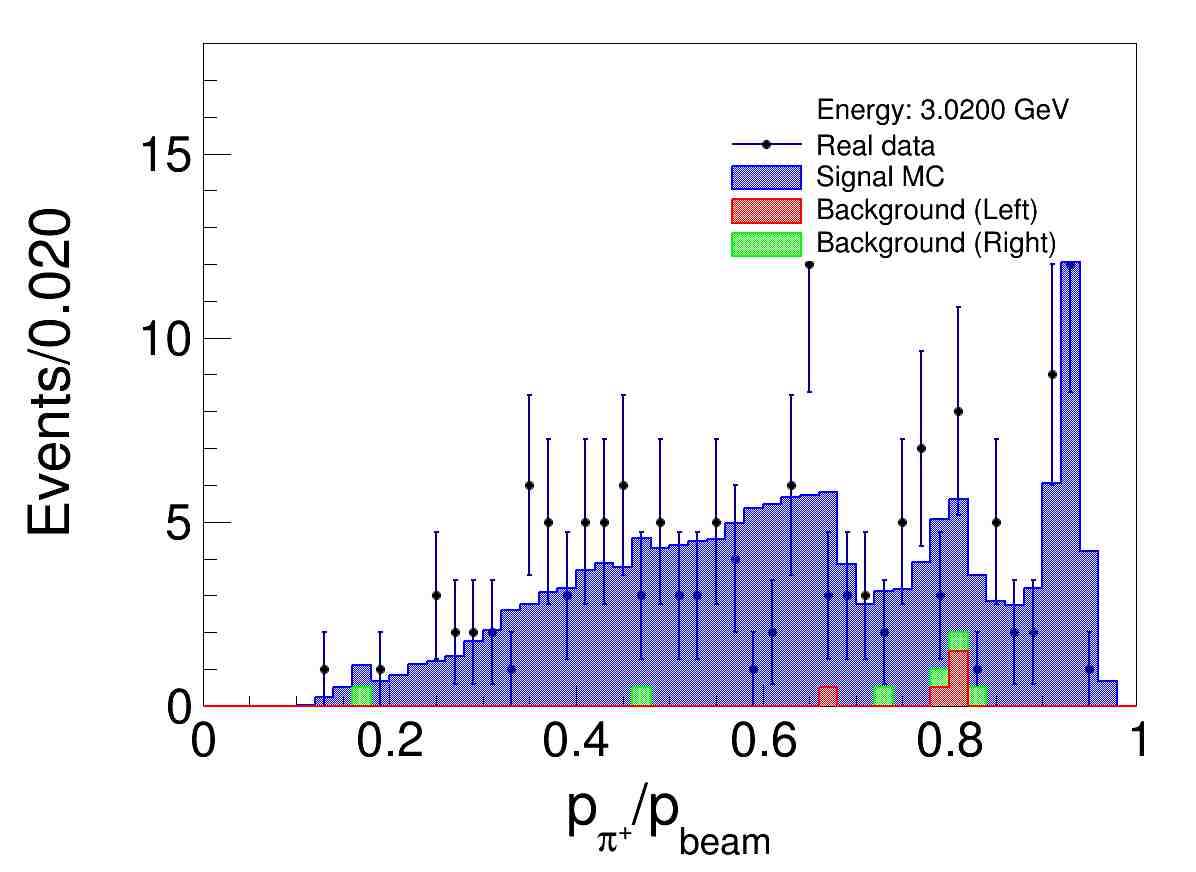 Energy: 3.0200 GeV
Real data
Signal MC
Background (Left)
Background (Right)
Events/0.020
15
10
5
0
0 0.2 0.4 0.6 0.8 1
pπ+/pbeam